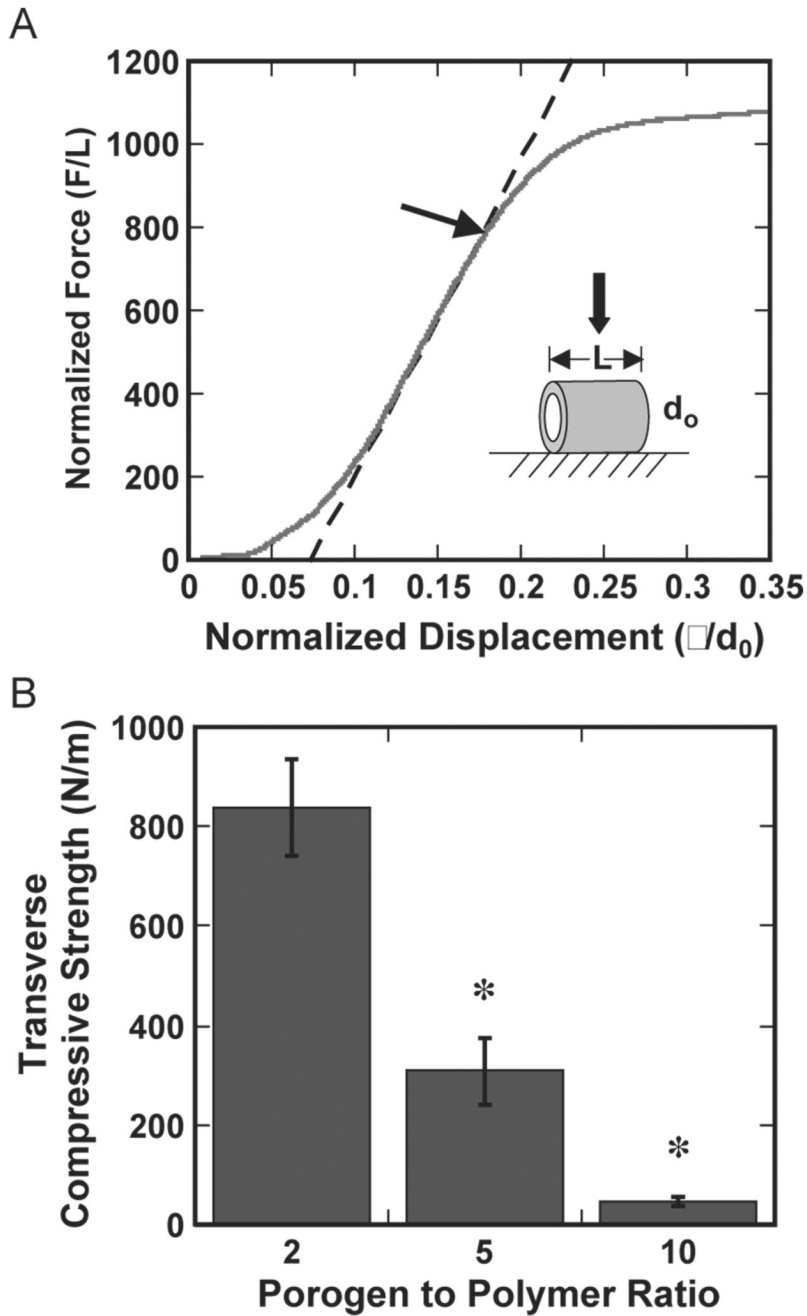 A
1200
1000
800
600
400
200
0
Normalized Force (F/L)
L
d₀
0 0.05 0.1 0.15 0.2 0.25 0.3 0.35
Normalized Displacement (□/d₀)
B
1000
800
600
400
200
0
Transverse
Compressive Strength (N/m)
*
*
2 5 10
Porogen to Polymer Ratio